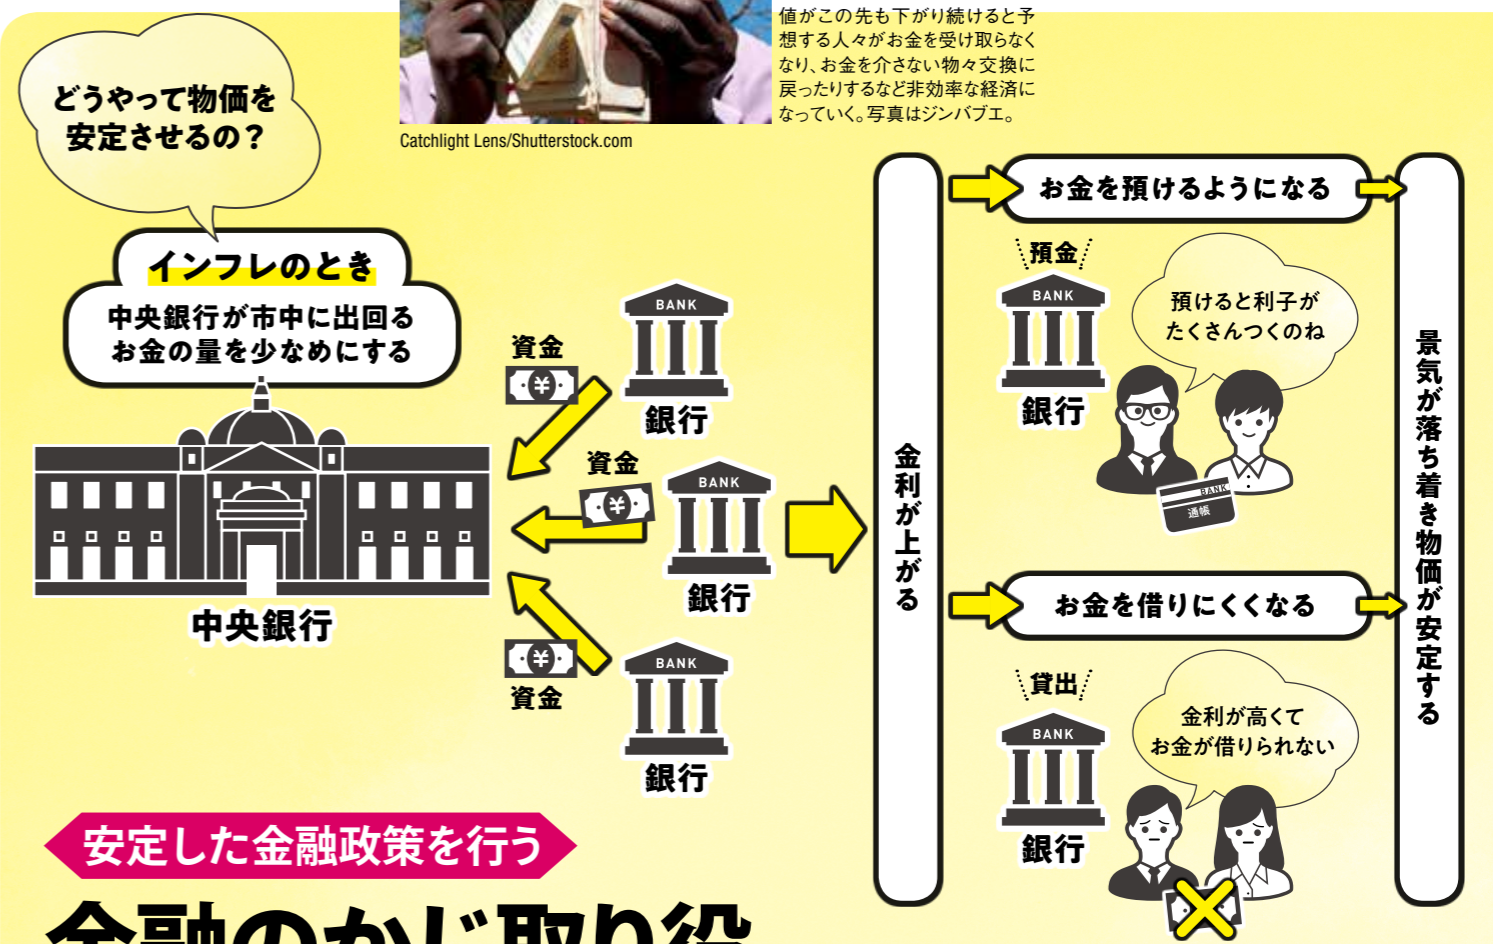 値がこの先も下がり続けると予
想する人々がお金を受け取らなく
なり、お金を介さない物々交換に
戻ったりするなど非効率な経済に
なっていく。写真はジンバブエ。
Catchlight Lens/Shutterstock.com
どうやって物価を
安定させるの？
インフレのとき
中央銀行が市中に出回る
お金の量を少なめにする
中央銀行
資金
BANK
銀行
資金
BANK
銀行
資金
BANK
銀行
金利が上がる
お金を預けるようになる
預金
BANK
銀行
預けると利子が
たくさんつくのね
BANK
通帳
お金を借りにくくなる
貸出
BANK
銀行
金利が高くて
お金が借りられない
景気が落ち着き物価が安定する
安定した金融政策を行う
金融のかじ取り役